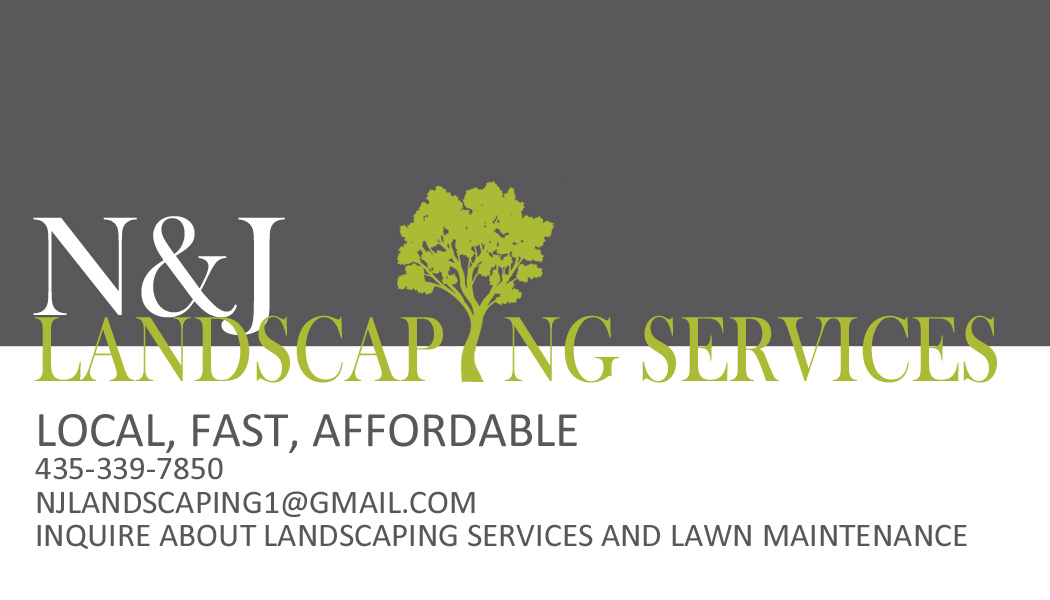 N&J
LANDSCAPING SERVICES
LOCAL, FAST, AFFORDABLE
435-339-7850
NJLANDSCAPING1@GMAIL.COM
INQUIRE ABOUT LANDSCAPING SERVICES AND LAWN MAINTENANCE